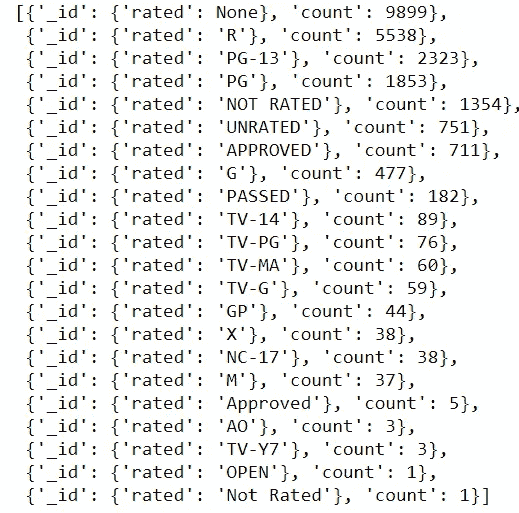 [{'_id': {'rated': None}, 'count': 9899},
{'_id': {'rated': 'R'}, 'count': 5538},
{'_id': {'rated': 'PG-13'}, 'count': 2323},
{'_id': {'rated': 'PG'}, 'count': 1853},
{'_id': {'rated': 'NOT RATED'}, 'count': 1354},
{'_id': {'rated': 'UNRATED'}, 'count': 751},
{'_id': {'rated': 'APPROVED'}, 'count': 711},
{'_id': {'rated': 'G'}, 'count': 477},
{'_id': {'rated': 'PASSED'}, 'count': 182},
{'_id': {'rated': 'TV-14'}, 'count': 89},
{'_id': {'rated': 'TV-PG'}, 'count': 76},
{'_id': {'rated': 'TV-MA'}, 'count': 60},
{'_id': {'rated': 'TV-G'}, 'count': 59},
{'_id': {'rated': 'GP'}, 'count': 44},
{'_id': {'rated': 'X'}, 'count': 38},
{'_id': {'rated': 'NC-17'}, 'count': 38},
{'_id': {'rated': 'M'}, 'count': 37},
{'_id': {'rated': 'Approved'}, 'count': 5},
{'_id': {'rated': 'AO'}, 'count': 3},
{'_id': {'rated': 'TV-Y7'}, 'count': 3},
{'_id': {'rated': 'OPEN'}, 'count': 1},
{'_id': {'rated': 'Not Rated'}, 'count': 1}]